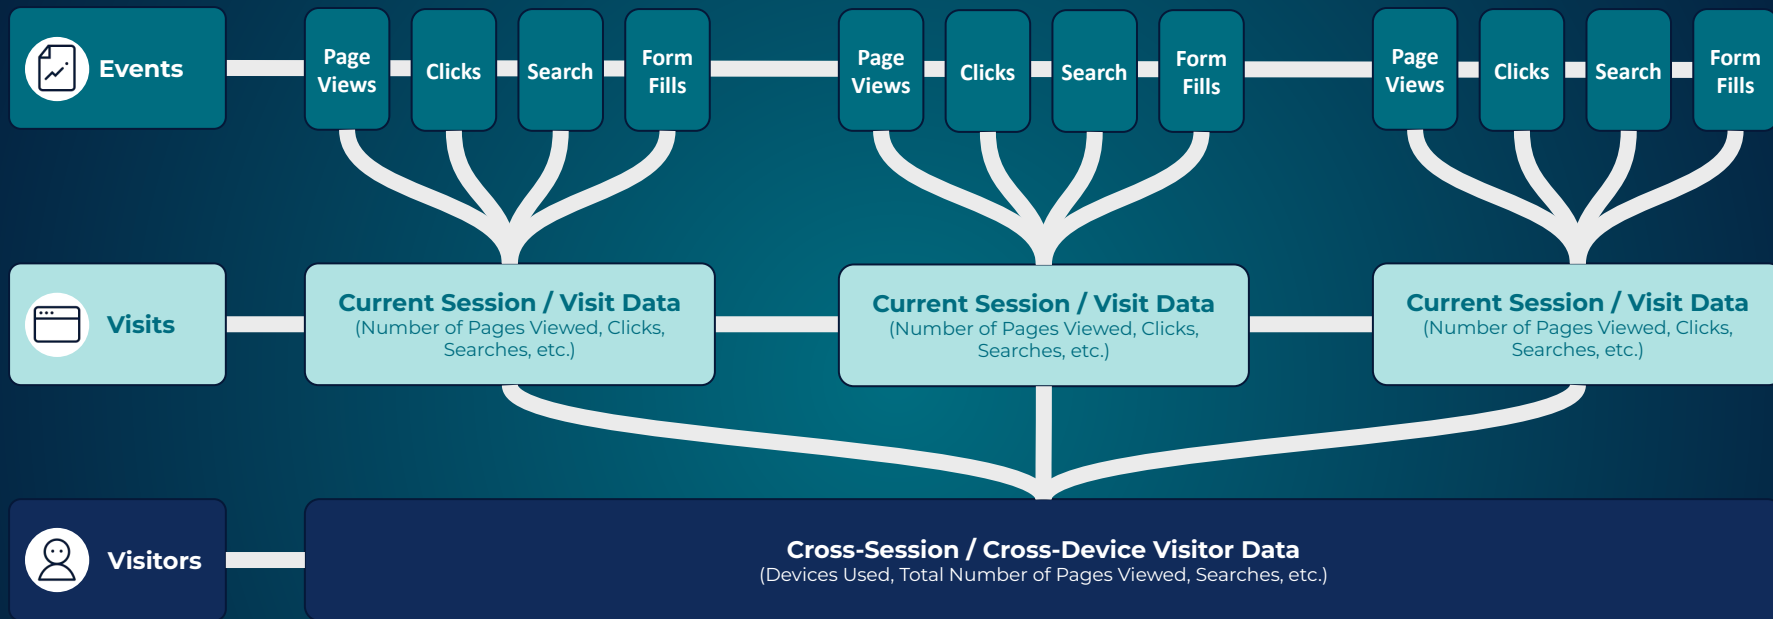 Events
Page
Views
Clicks
Search
Form
Fills
Page
Views
Clicks
Search
Form
Fills
Page
Views
Clicks
Search
Form
Fills
Visits
Current Session / Visit Data
(Number of Pages Viewed, Clicks,
Searches, etc.)
Current Session / Visit Data
(Number of Pages Viewed, Clicks,
Searches, etc.)
Current Session / Visit Data
(Number of Pages Viewed, Clicks,
Searches, etc.)
Visitors
Cross-Session / Cross-Device Visitor Data
(Devices Used, Total Number of Pages Viewed, Searches, etc.)